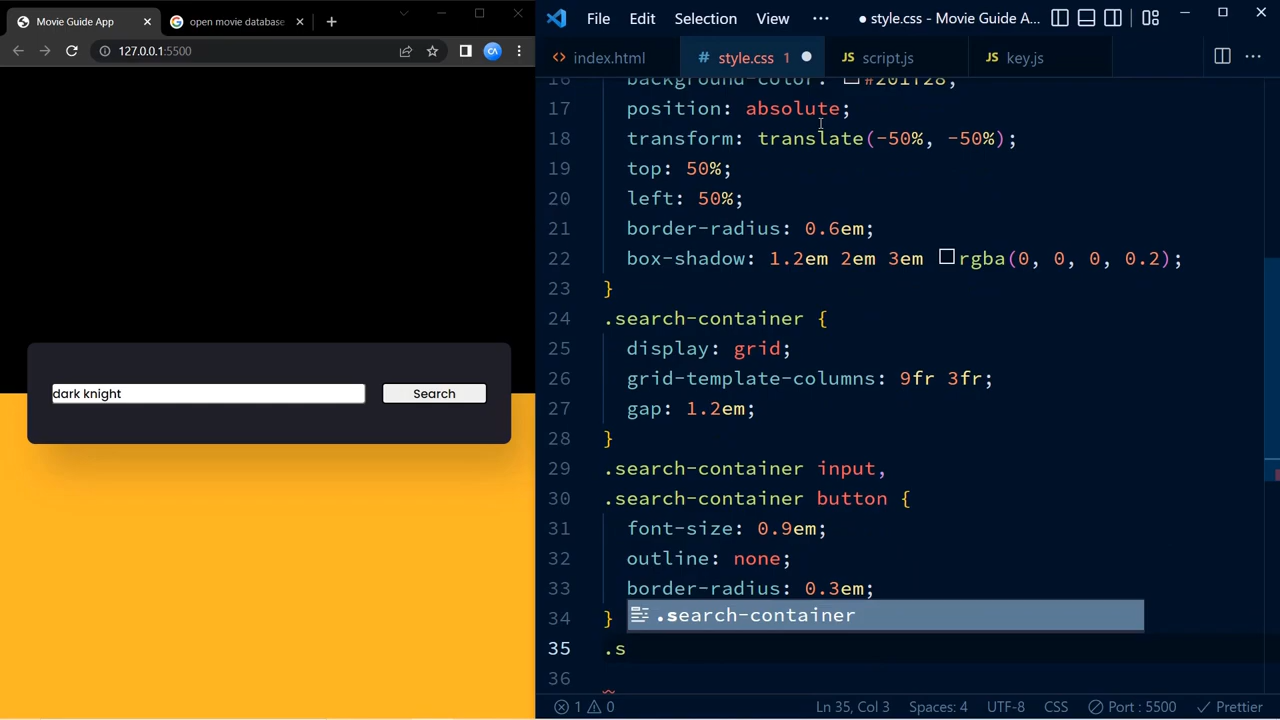 Movie Guide App
open movie database
File Edit Selection View ... style.css - Movie Guide A...
127.0.0.1:5500
index.html
# style.css 1
JS script.js
JS key.js
16 background-color: #201f28;
17 position: absolute;
18 transform: translate(-50%, -50%);
19 top: 50%;
20 left: 50%;
21 border-radius: 0.6em;
22 box-shadow: 1.2em 2em 3em rgba(0, 0, 0, 0.2);
23 }
24 .search-container {
25 display: grid;
26 grid-template-columns: 9fr 3fr;
27 gap: 1.2em;
28 }
29 .search-container input,
30 .search-container button {
31 font-size: 0.9em;
32 outline: none;
33 border-radius: 0.3em;
34 }
.search-container
35 .s
36
dark knight
Search
1 0 Ln 35, Col 3 Spaces: 4 UTF-8 CSS Port : 5500 Prettier